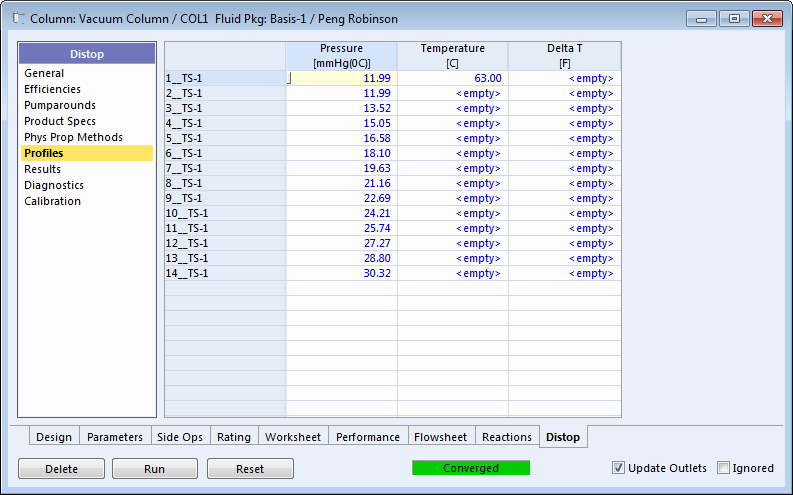 Column: Vacuum Column / COL1 Fluid Pkg: Basis-1 / Peng Robinson
Distop
General
Efficiencies
Pumparounds
Product Specs
Phys Prop Methods
Profiles
Results
Diagnostics
Calibration
Pressure Temperature Delta T
[mmHg(0C)] [C] [F]
1__TS-1 11.99 63.00 <empty>
2__TS-1 11.99 <empty> <empty>
3__TS-1 13.52 <empty> <empty>
4__TS-1 15.05 <empty> <empty>
5__TS-1 16.58 <empty> <empty>
6__TS-1 18.10 <empty> <empty>
7__TS-1 19.63 <empty> <empty>
8__TS-1 21.16 <empty> <empty>
9__TS-1 22.69 <empty> <empty>
10__TS-1 24.21 <empty> <empty>
11__TS-1 25.74 <empty> <empty>
12__TS-1 27.27 <empty> <empty>
13__TS-1 28.80 <empty> <empty>
14__TS-1 30.32 <empty> <empty>
Design Parameters Side Ops Rating Worksheet Performance Flowsheet Reactions Distop
Delete Run Reset Converged Update Outlets Ignored